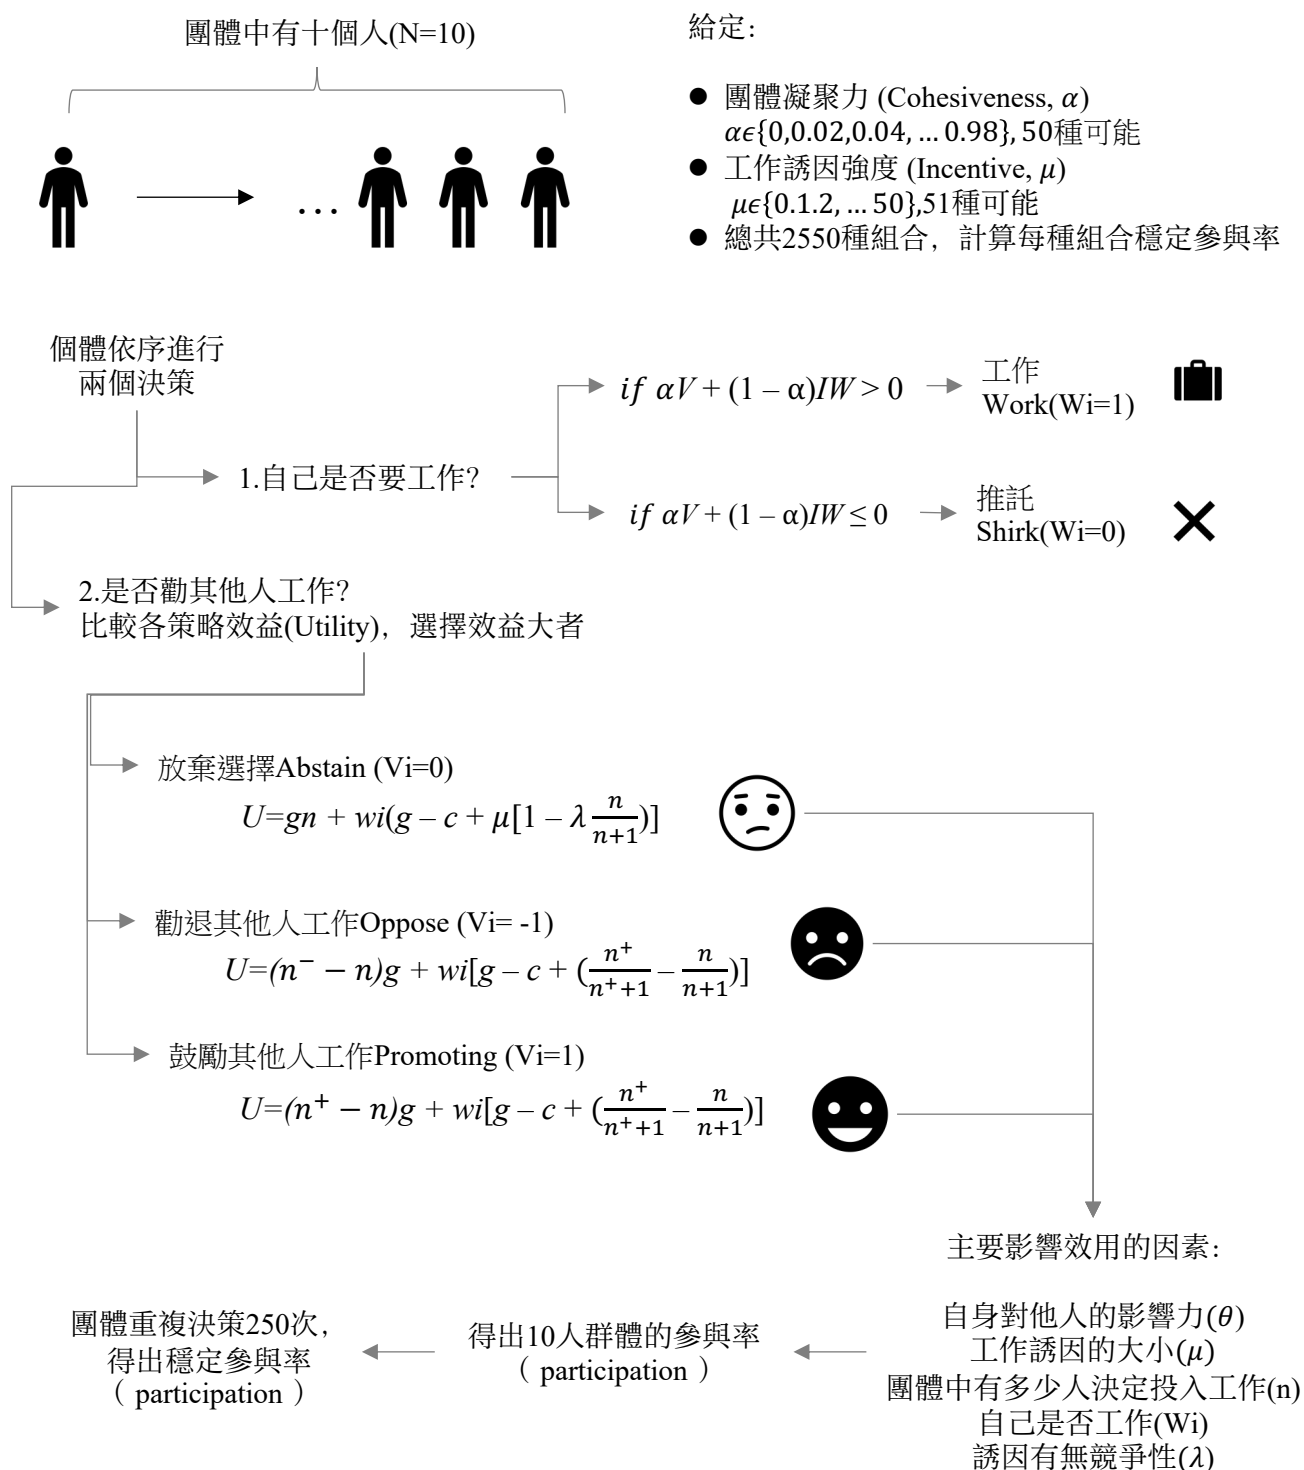 團體中有十個人(N=10)
給定：
● 團體凝聚力 (Cohesiveness, α)
αϵ{0,0.02,0.04, … 0.98}, 50種可能
● 工作誘因強度 (Incentive, μ)
μϵ{0.1.2, … 50},51種可能
● 總共2550種組合，計算每種組合穩定參與率
…
個體依序進行
兩個決策
if αV + (1 – α)IW > 0
工作
Work(Wi=1)
1.自己是否要工作?
if αV + (1 – α)IW ≤ 0
推託
Shirk(Wi=0)
2.是否勸其他人工作?
比較各策略效益(Utility)，選擇效益大者
放棄選擇Abstain (Vi=0)
U=gn + wi(g – c + μ[1 – λ n/(n+1))]
勸退其他人工作Oppose (Vi= -1)
U=(n⁻ − n)g + wi[g – c + (n⁺/(n⁺+1) – n/(n+1))]
鼓勵其他人工作Promoting (Vi=1)
U=(n⁺ − n)g + wi[g – c + (n⁺/(n⁺+1) – n/(n+1))]
主要影響效用的因素：
自身對他人的影響力(θ)
工作誘因的大小(μ)
團體中有多少人決定投入工作(n)
自己是否工作(Wi)
誘因有無競爭性(λ)
得出10人群體的參與率
（ participation ）
團體重複決策250次，
得出穩定參與率
（ participation ）